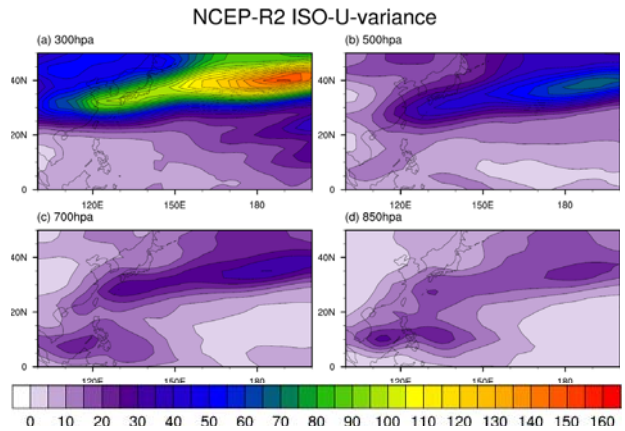 NCEP-R2 ISO-U-variance
(a) 300hpa
(b) 500hpa
40N
20N
0
120E 150E 180
40N
20N
0
120E 150E 180
(c) 700hpa
(d) 850hpa
40N
20N
0
120E 150E 180
40N
20N
0
120E 150E 180
0 10 20 30 40 50 60 70 80 90 100 110 120 130 140 150 160